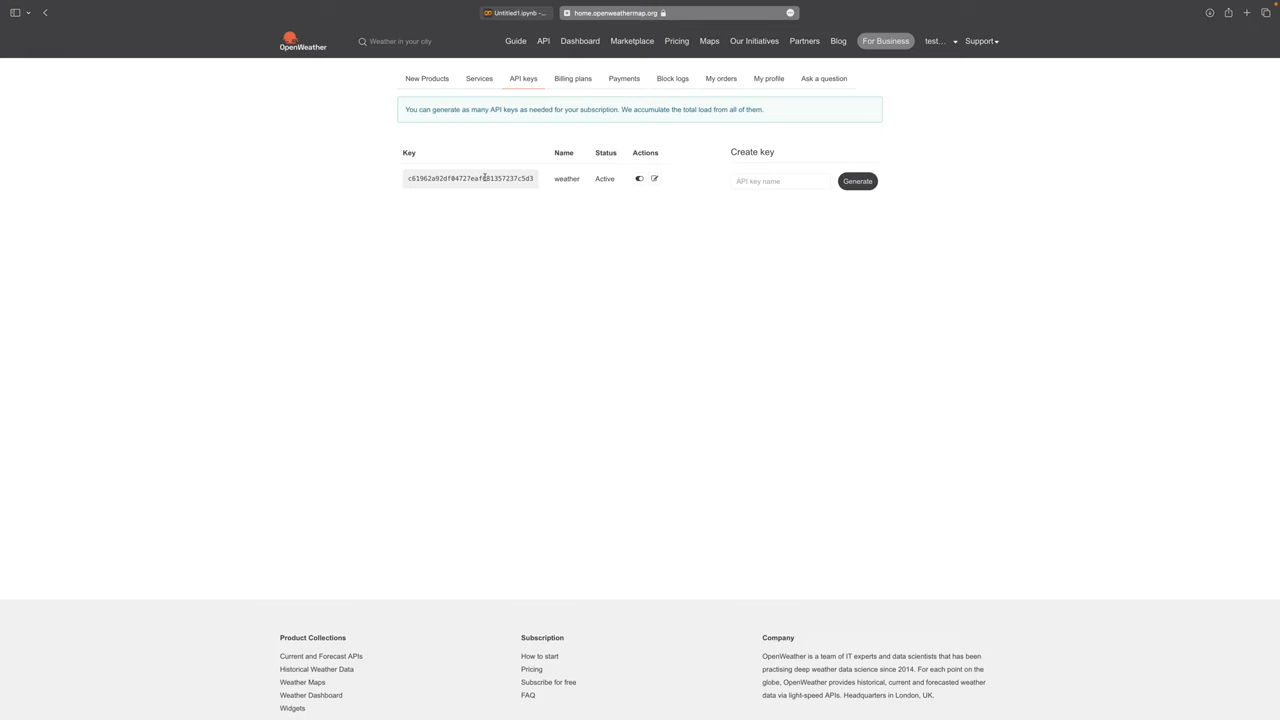 Untitled1.ipynb -...
home.openweathermap.org
OpenWeather
Weather in your city
Guide API Dashboard Marketplace Pricing Maps Our Initiatives Partners Blog For Business test... Support
New Products Services API keys Billing plans Payments Block logs My orders My profile Ask a question
You can generate as many API keys as needed for your subscription. We accumulate the total load from all of them.
Key Name Status Actions
Create key
weather Active
API key name Generate
Product Collections
Current and Forecast APIs
Historical Weather Data
Weather Maps
Weather Dashboard
Widgets
Subscription
How to start
Pricing
Subscribe for free
FAQ
Company
OpenWeather is a team of IT experts and data scientists that has been
practising deep weather data science since 2014. For each point on the
globe, OpenWeather provides historical, current and forecasted weather
data via light-speed APIs. Headquarters in London, UK.